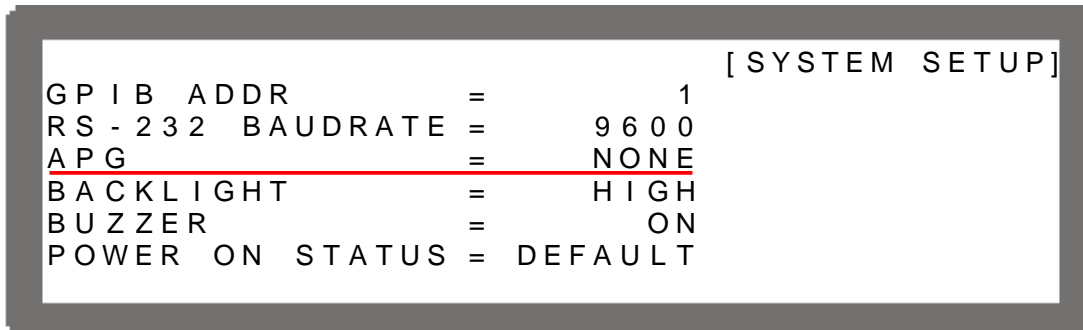 [SYSTEM SETUP]
GPIB ADDR = 1
RS-232 BAUDRATE = 9600
APG = NONE
BACKLIGHT = HIGH
BUZZER = ON
POWER ON STATUS = DEFAULT